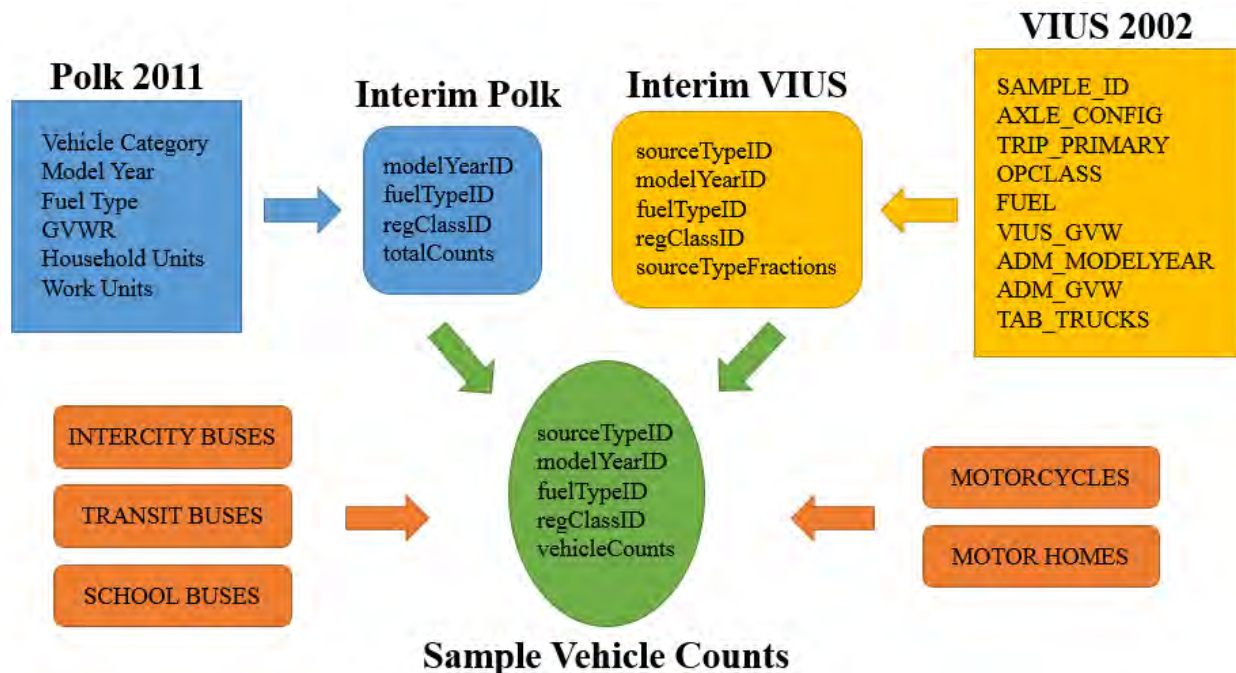 Polk 2011
Vehicle Category
Model Year
Fuel Type
GVWR
Household Units
Work Units
Interim Polk
modelYearID
fuelTypeID
regClassID
totalCounts
Interim VIUS
sourceTypeID
modelYearID
fuelTypeID
regClassID
sourceTypeFractions
VIUS 2002
SAMPLE_ID
AXLE_CONFIG
TRIP_PRIMARY
OPCLASS
FUEL
VIUS_GVW
ADM_MODELYEAR
ADM_GVW
TAB_TRUCKS
INTERCITY BUSES
TRANSIT BUSES
SCHOOL BUSES
sourceTypeID
modelYearID
fuelTypeID
regClassID
vehicleCounts
MOTORCYCLES
MOTOR HOMES
Sample Vehicle Counts